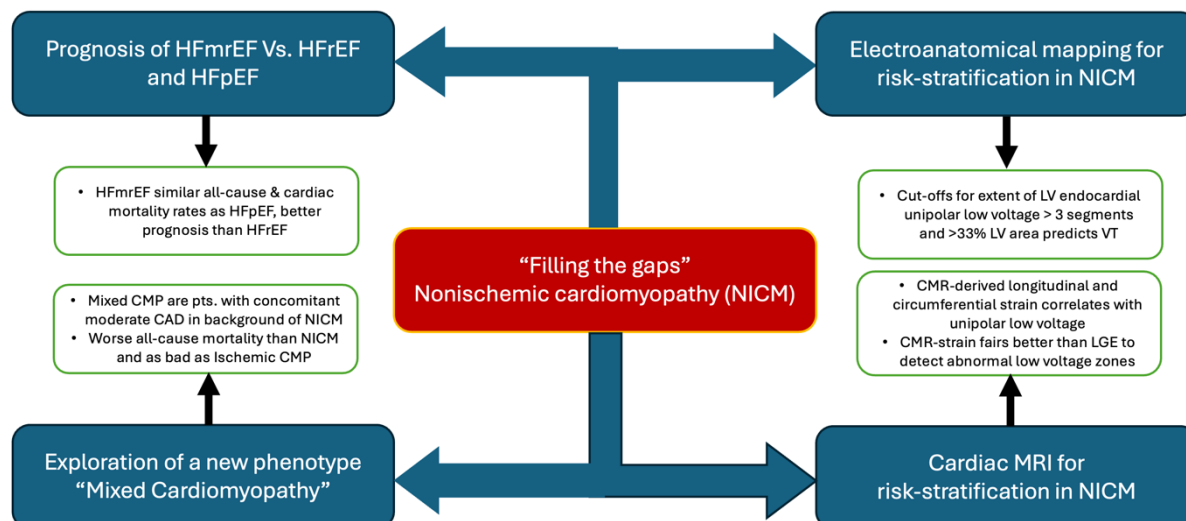 Prognosis of HFmrEF Vs. HFrEF
and HFpEF
Electroanatomical mapping for
risk-stratification in NICM
• HFmrEF similar all-cause & cardiac
mortality rates as HFpEF, better
prognosis than HFrEF
• Cut-offs for extent of LV endocardial
unipolar low voltage > 3 segments
and >33% LV area predicts VT
"Filling the gaps"
Nonischemic cardiomyopathy (NICM)
• Mixed CMP are pts. with concomitant
moderate CAD in background of NICM
• Worse all-cause mortality than NICM
and as bad as Ischemic CMP
• CMR-derived longitudinal and
circumferential strain correlates with
unipolar low voltage
• CMR-strain fairs better than LGE to
detect abnormal low voltage zones
Exploration of a new phenotype
"Mixed Cardiomyopathy"
Cardiac MRI for
risk-stratification in NICM